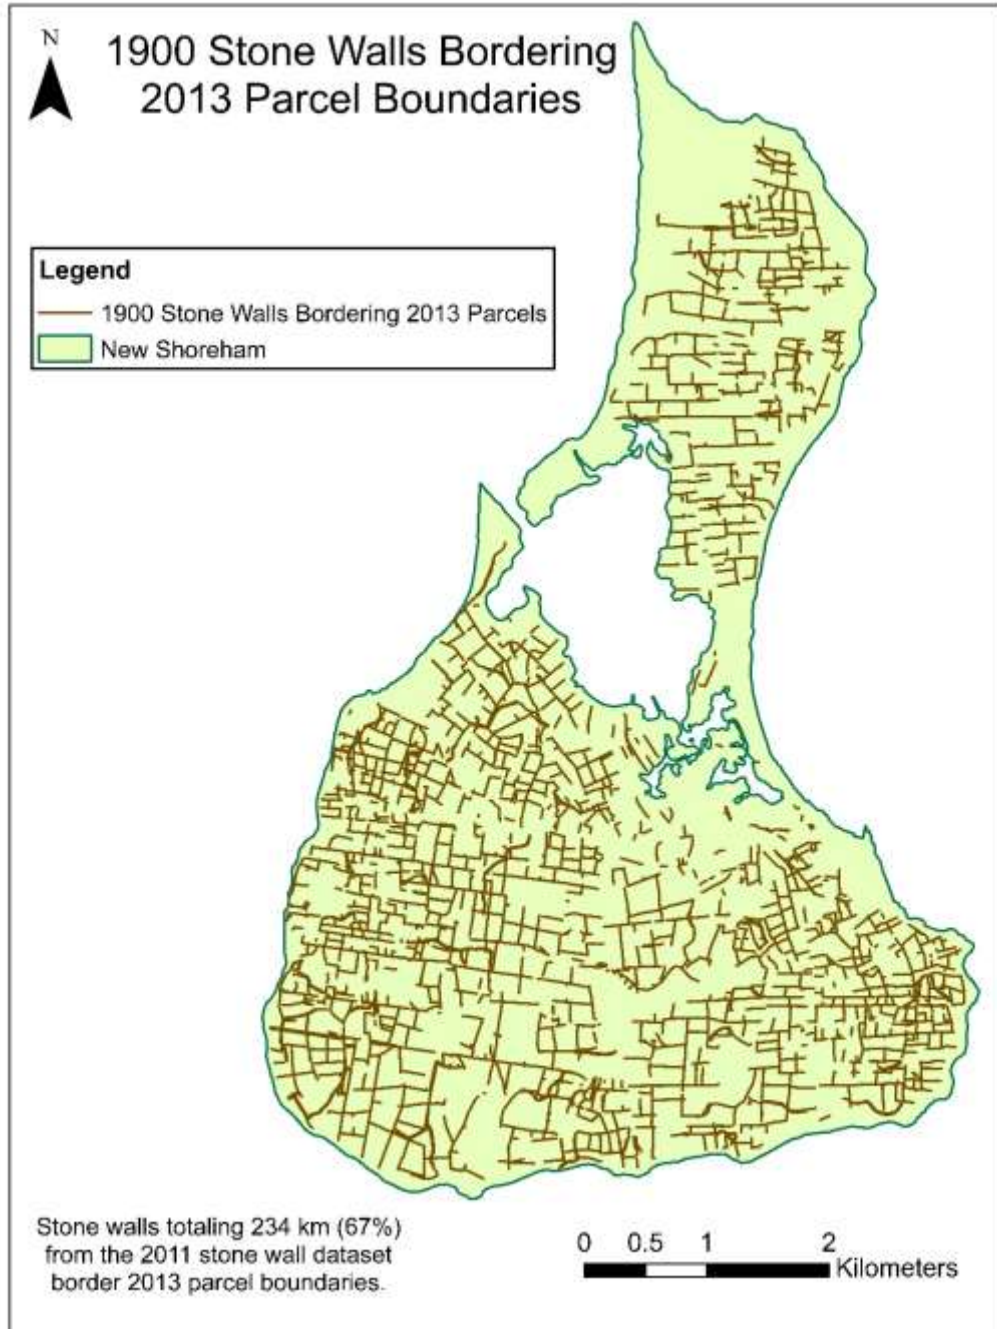 N
1900 Stone Walls Bordering
2013 Parcel Boundaries
Legend
1900 Stone Walls Bordering 2013 Parcels
New Shoreham
Stone walls totaling 234 km (67%)
from the 2011 stone wall dataset
border 2013 parcel boundaries.
0 0.5 1 2
Kilometers